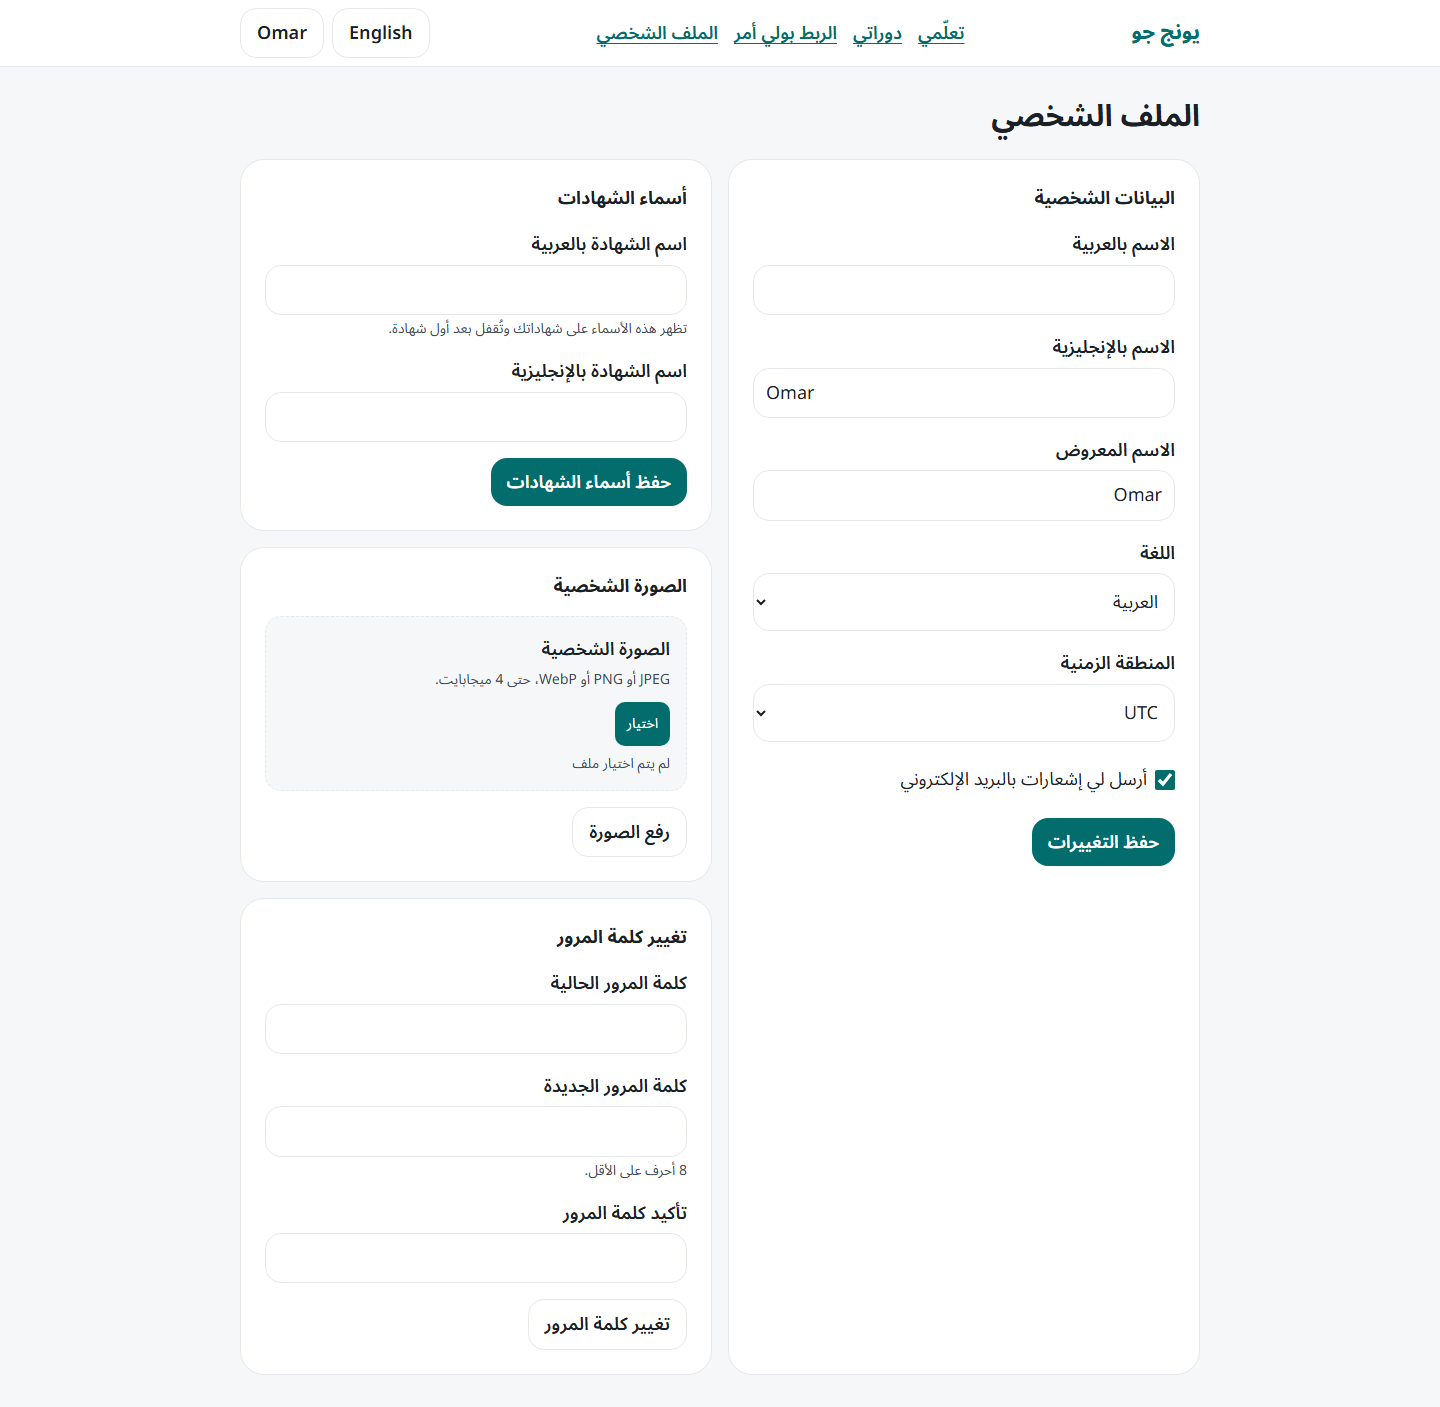 يونج جو
تعلّمي
دوراتي
الربط بولي أمر
الملف الشخصي
English
Omar
الملف الشخصي
البيانات الشخصية
الاسم بالعربية
الاسم بالإنجليزية
Omar
الاسم المعروض
Omar
اللغة
العربية
المنطقة الزمنية
UTC
أرسل لي إشعارات بالبريد الإلكتروني
حفظ التغييرات
أسماء الشهادات
اسم الشهادة بالعربية
تظهر هذه الأسماء على شهاداتك وتُقفل بعد أول شهادة.
اسم الشهادة بالإنجليزية
حفظ أسماء الشهادات
الصورة الشخصية
الصورة الشخصية
JPEG أو PNG أو WebP، حتى 4 ميجابايت.
اختيار
لم يتم اختيار ملف
رفع الصورة
تغيير كلمة المرور
كلمة المرور الحالية
كلمة المرور الجديدة
8 أحرف على الأقل.
تأكيد كلمة المرور
تغيير كلمة المرور